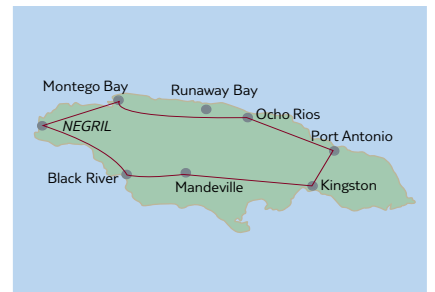 Montego Bay
Runaway Bay
Ocho Rios
NEGRIL
Port Antonio
Black River
Mandeville
Kingston